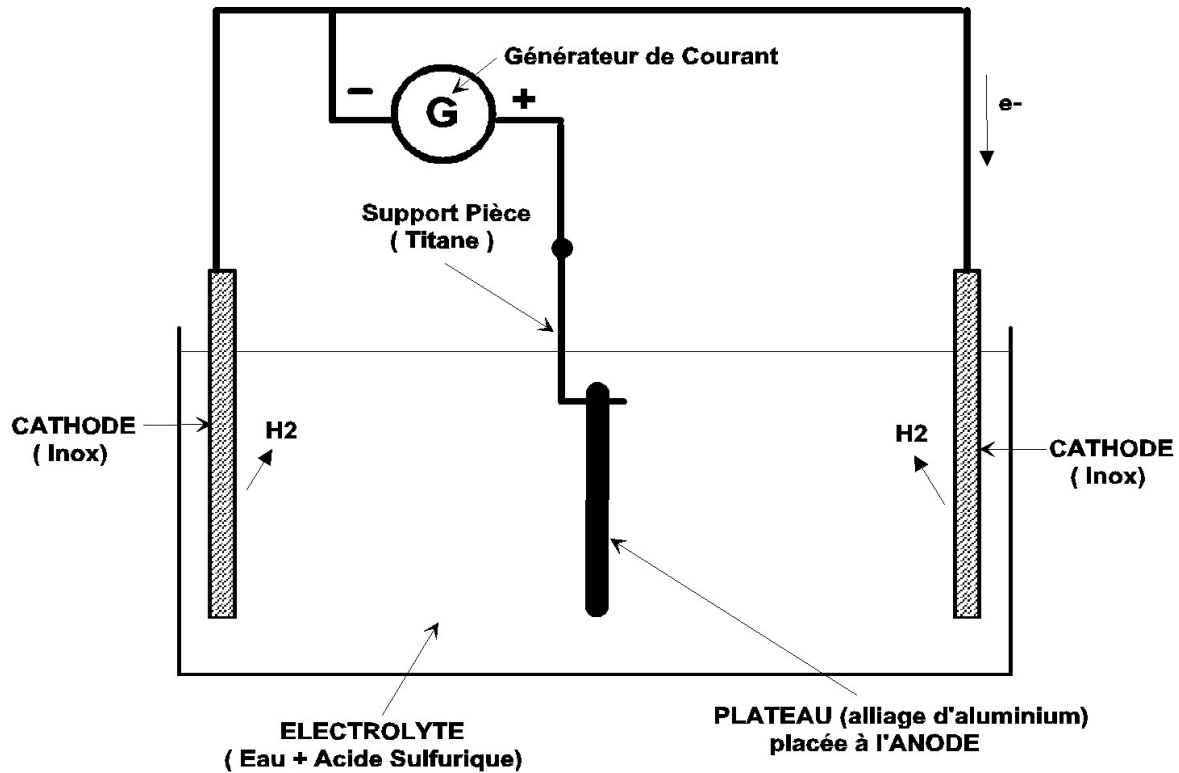 Générateur de Courant
−
G
+
e-
Support Pièce
( Titane )
CATHODE
( Inox)
H2
H2
CATHODE
( Inox)
ELECTROLYTE
( Eau + Acide Sulfurique)
PLATEAU (alliage d'aluminium)
placée à l'ANODE